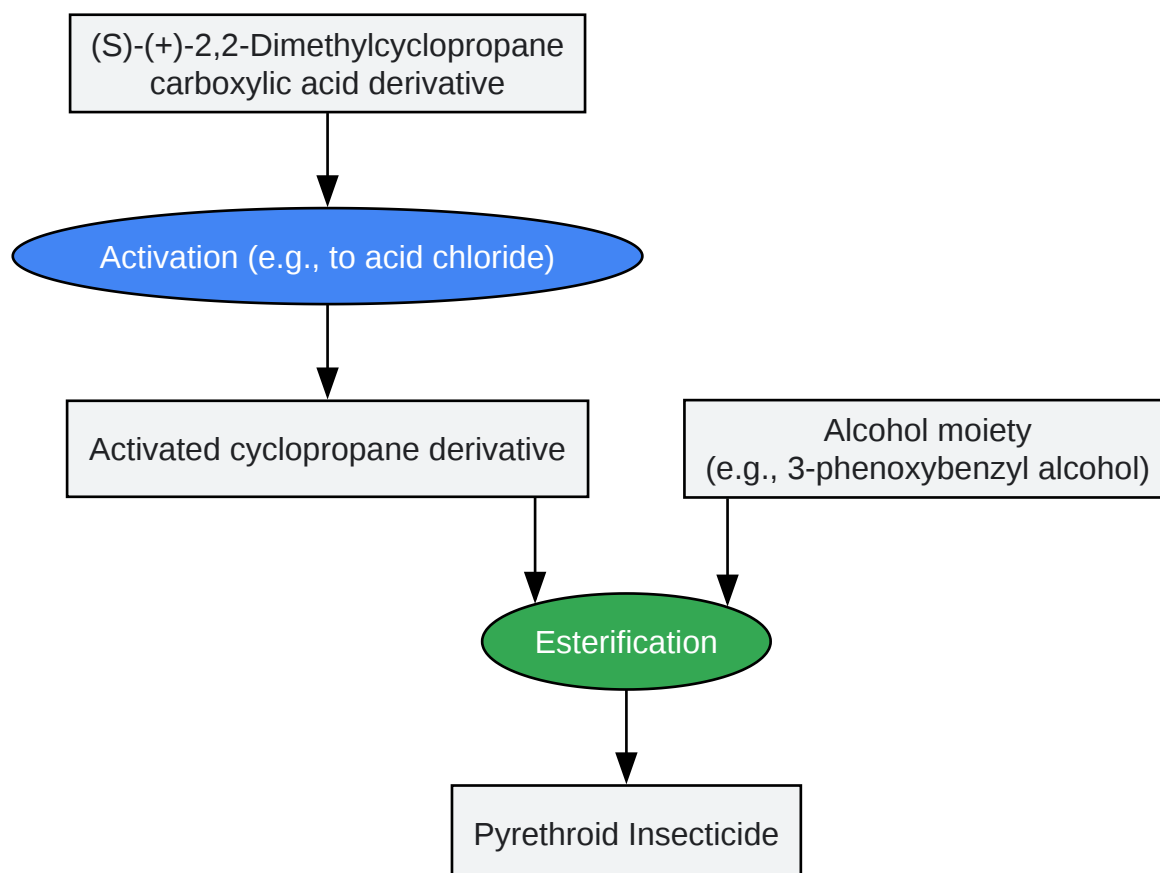 (S)-(+)-2,2-Dimethylcyclopropane
carboxylic acid derivative
Activation (e.g., to acid chloride)
Activated cyclopropane derivative
Alcohol moiety
(e.g., 3-phenoxybenzyl alcohol)
Esterification
Pyrethroid Insecticide